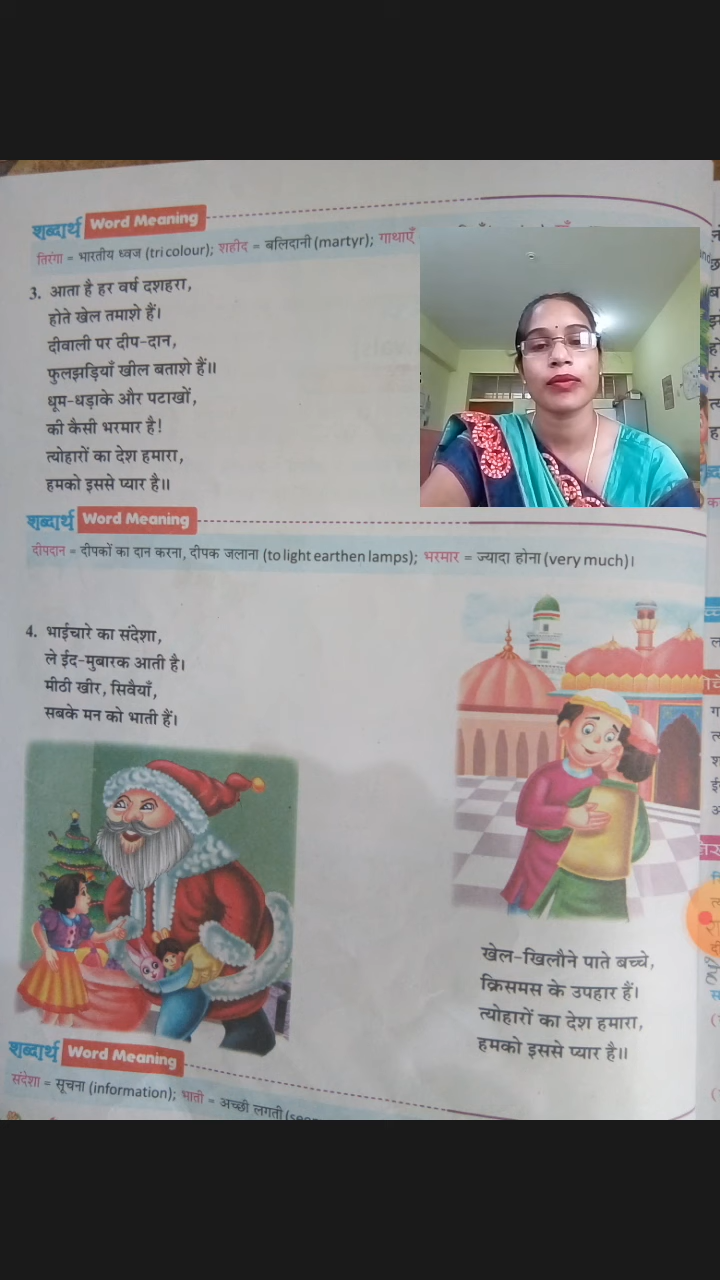 शब्दार्थ Word Meaning
तिरंगा = भारतीय ध्वज (tri colour); शहीद = बलिदानी (martyr); गाथाएँ
3. आता है हर वर्ष दशहरा,
होते खेल तमाशे हैं।
दीवाली पर दीप-दान,
फुलझड़ियाँ खील बताशे हैं॥
धूम-धड़ाके और पटाखों,
की कैसी भरमार है!
त्योहारों का देश हमारा,
हमको इससे प्यार है॥
शब्दार्थ Word Meaning
दीपदान = दीपकों का दान करना, दीपक जलाना (to light earthen lamps); भरमार = ज्यादा होना (very much)।
4. भाईचारे का संदेशा,
ले ईद-मुबारक आती है।
मीठी खीर, सिवैयाँ,
सबके मन को भाती हैं।
खेल-खिलौने पाते बच्चे,
क्रिसमस के उपहार हैं।
त्योहारों का देश हमारा,
हमको इससे प्यार है॥
शब्दार्थ Word Meaning
संदेशा = सूचना (information); भाती = अच्छी लगती